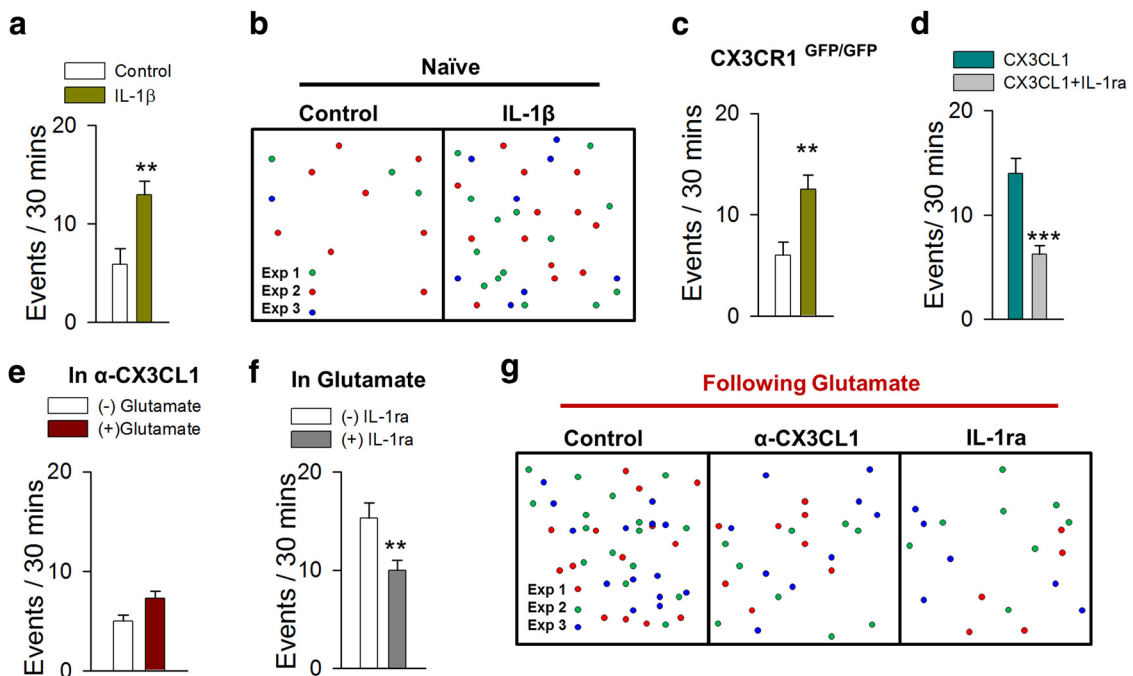 a
Control
IL-1β
Events / 30 mins
20
10
0
**
b
Naïve
Control IL-1β
Exp 1
Exp 2
Exp 3
c
CX3CR1 GFP/GFP
Events / 30 mins
20
10
0
**
d
CX3CL1
CX3CL1+IL-1ra
Events/ 30 mins
20
10
0
***
e
In α-CX3CL1
(-) Glutamate
(+)Glutamate
Events / 30 mins
20
10
0
f
In Glutamate
(-) IL-1ra
(+) IL-1ra
Events / 30 mins
20
10
0
**
g
Following Glutamate
Control α-CX3CL1 IL-1ra
Exp 1
Exp 2
Exp 3